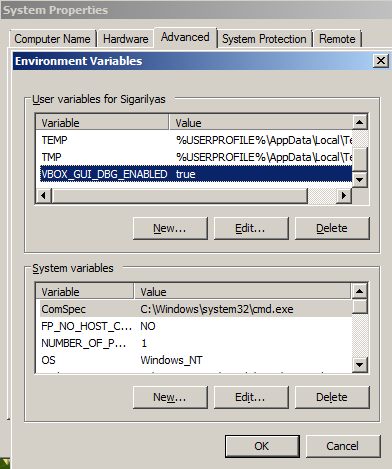 System Properties
Computer Name Hardware Advanced System Protection Remote
Environment Variables
User variables for Sigarilyas
Variable Value
TEMP %USERPROFILE%\AppData\Local\Te
TMP %USERPROFILE%\AppData\Local\Te
VBOX_GUI_DBG_ENABLED true
New... Edit... Delete
System variables
Variable Value
ComSpec C:\Windows\system32\cmd.exe
FP_NO_HOST_C... NO
NUMBER_OF_P... 1
OS Windows_NT
New... Edit... Delete
OK Cancel